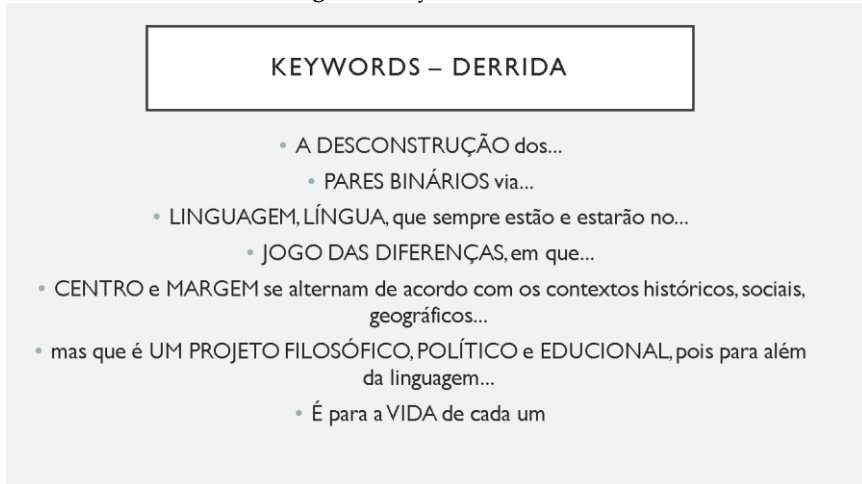 KEYWORDS – DERRIDA
• A DESCONSTRUÇÃO dos...
• PARES BINÁRIOS via...
• LINGUAGEM, LÍNGUA, que sempre estão e estarão no...
• JOGO DAS DIFERENÇAS, em que...
• CENTRO e MARGEM se alternam de acordo com os contextos históricos, sociais,
geográficos...
• mas que é UM PROJETO FILOSÓFICO, POLÍTICO e EDUCIONAL, pois para além
da linguagem...
• É para a VIDA de cada um